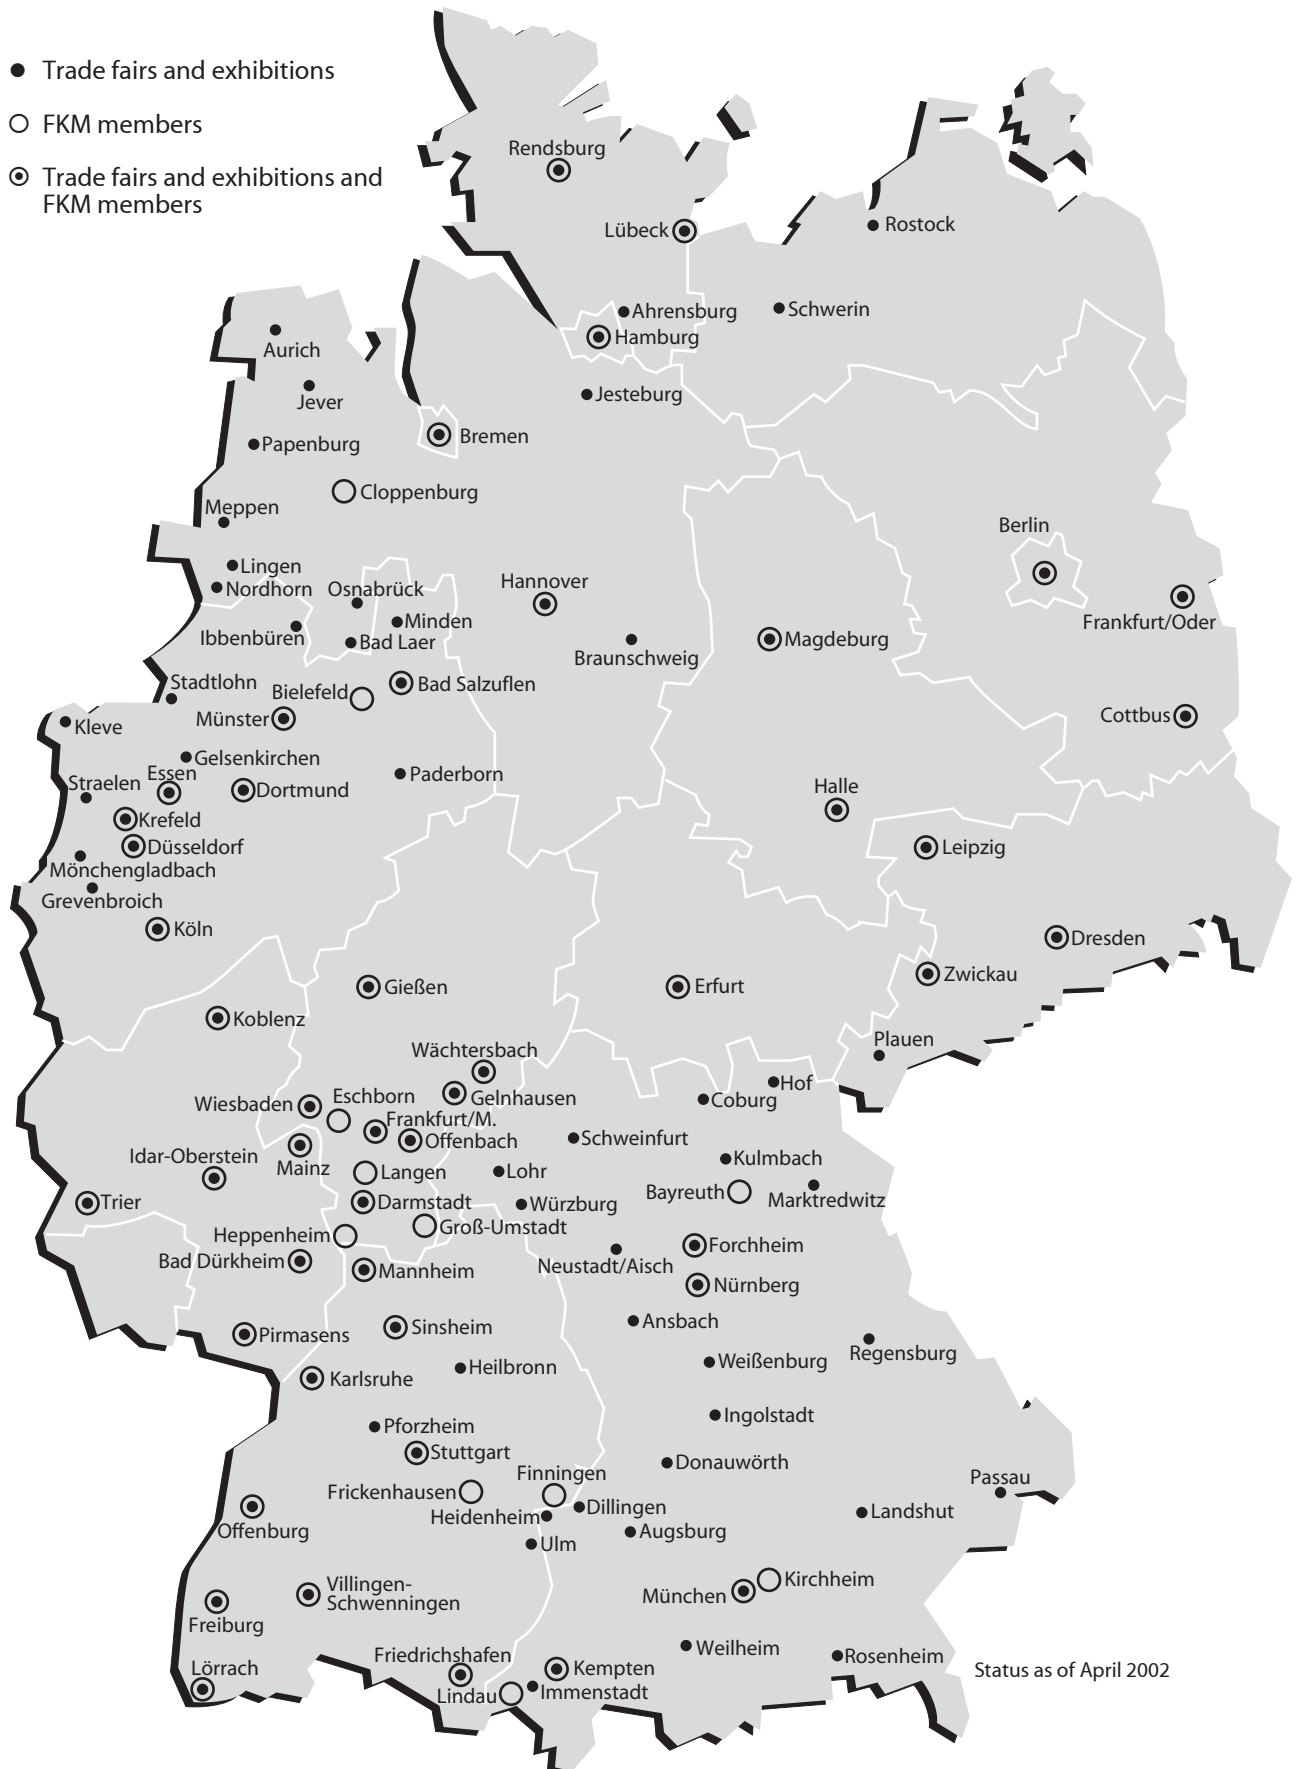 Trade fairs and exhibitions
FKM members
Trade fairs and exhibitions and
FKM members
Rendsburg
Lübeck
Rostock
Ahrensburg
Schwerin
Hamburg
Aurich
Jever
Jesteburg
Bremen
Papenburg
Cloppenburg
Meppen
Berlin
Lingen
Nordhorn
Osnabrück
Hannover
Minden
Frankfurt/Oder
Ibbenbüren
Bad Laer
Magdeburg
Braunschweig
Stadtlohn
Bielefeld
Bad Salzuflen
Münster
Cottbus
Kleve
Gelsenkirchen
Essen
Paderborn
Straelen
Dortmund
Halle
Krefeld
Düsseldorf
Leipzig
Mönchengladbach
Grevenbroich
Köln
Dresden
Zwickau
Gießen
Erfurt
Koblenz
Plauen
Wächtersbach
Hof
Eschborn
Gelnhausen
Coburg
Wiesbaden
Frankfurt/M.
Offenbach
Schweinfurt
Idar-Oberstein
Mainz
Kulmbach
Langen
Lohr
Bayreuth
Marktredwitz
Trier
Darmstadt
Würzburg
Groß-Umstadt
Heppenheim
Forchheim
Bad Dürkheim
Neustadt/Aisch
Mannheim
Nürnberg
Ansbach
Sinsheim
Pirmasens
Regensburg
Weißenburg
Heilbronn
Karlsruhe
Ingolstadt
Pforzheim
Stuttgart
Donauwörth
Finningen
Passau
Frickenhausen
Dillingen
Landshut
Heidenheim
Offenburg
Augsburg
Ulm
Kirchheim
Villingen-
Schwenningen
München
Freiburg
Weilheim
Friedrichshafen
Rosenheim
Lörrach
Kempten
Status as of April 2002
Lindau
Immenstadt